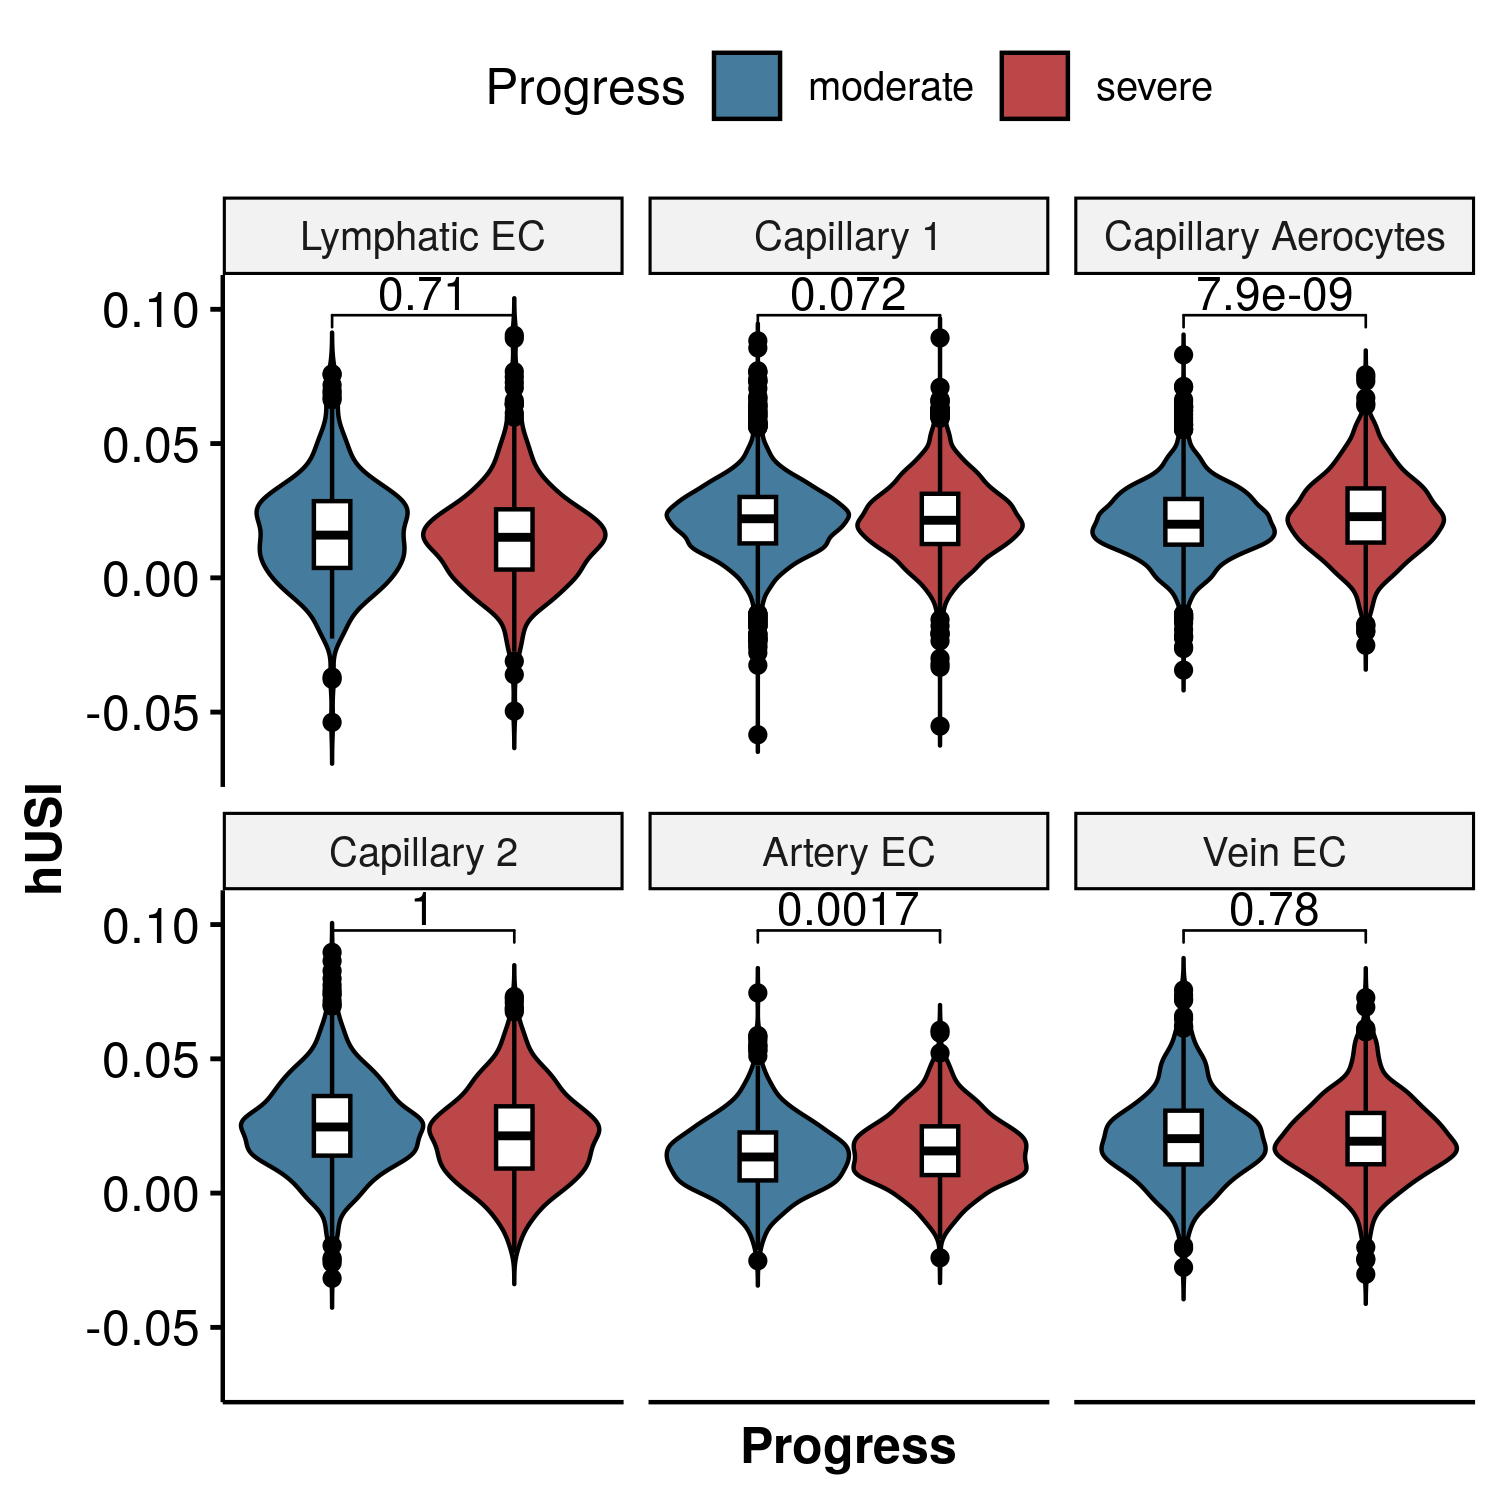 Progress moderate severe
Lymphatic EC Capillary 1 Capillary Aerocytes
0.71 0.072 7.9e-09
0.10
0.05
0.00
-0.05
hUSI
Capillary 2 Artery EC Vein EC
1 0.0017 0.78
0.10
0.05
0.00
-0.05
Progress